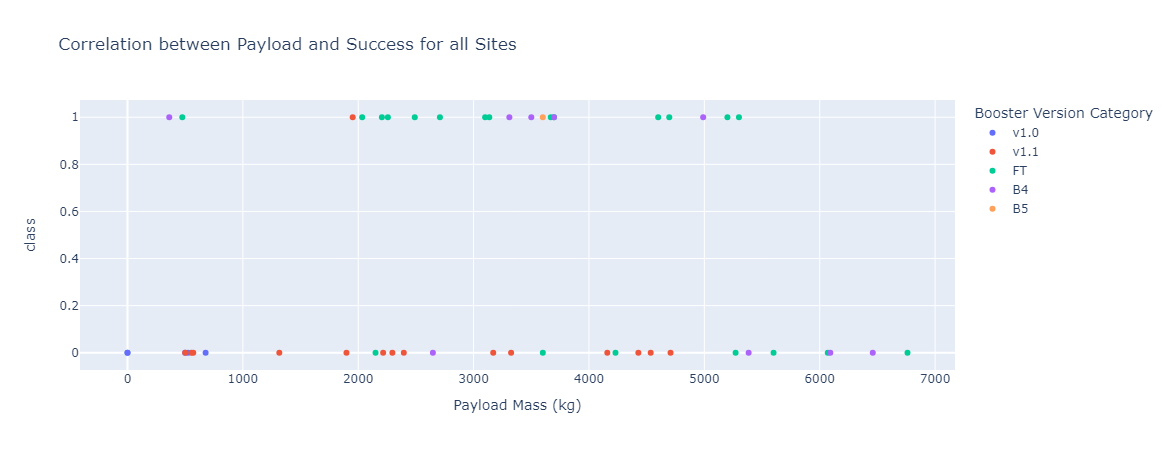 Correlation between Payload and Success for all Sites
Booster Version Category
v1.0
v1.1
FT
B4
B5
1
0.8
0.6
0.4
0.2
0
class
0 1000 2000 3000 4000 5000 6000 7000
Payload Mass (kg)